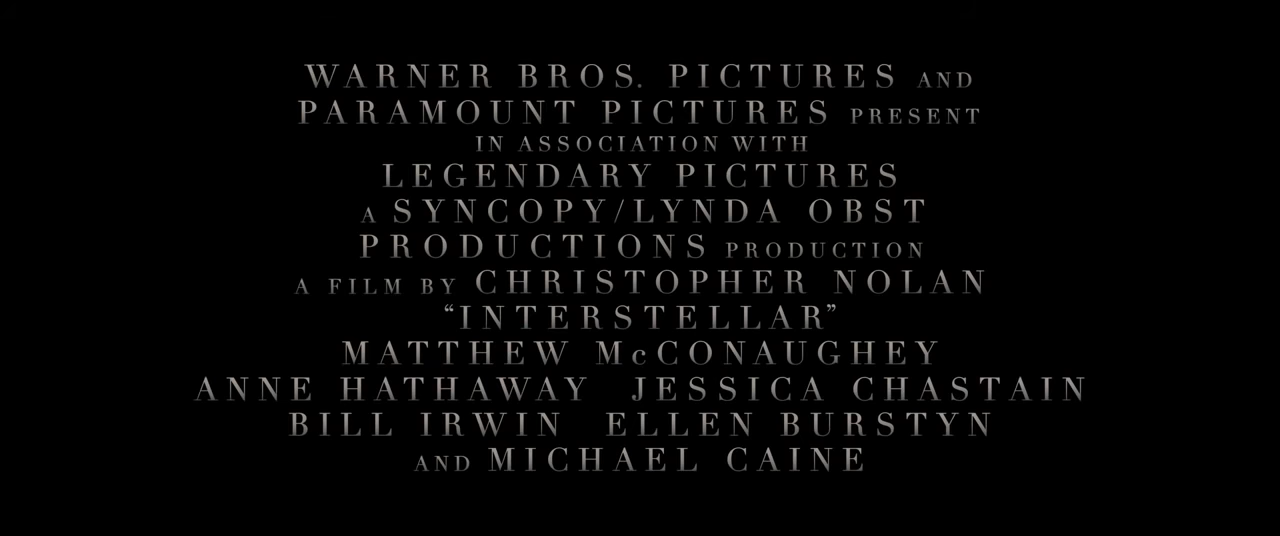 WARNER BROS. PICTURES AND
PARAMOUNT PICTURES PRESENT
IN ASSOCIATION WITH
LEGENDARY PICTURES
A SYNCOPY/LYNDA OBST
PRODUCTIONS PRODUCTION
A FILM BY CHRISTOPHER NOLAN
“INTERSTELLAR”
MATTHEW McCONAUGHEY
ANNE HATHAWAY JESSICA CHASTAIN
BILL IRWIN ELLEN BURSTYN
AND MICHAEL CAINE